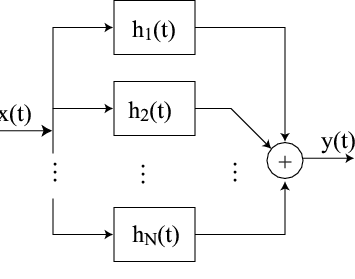 h₁(t)
x(t)
h₂(t)
y(t)
+
⋮
⋮
⋮
h_N(t)